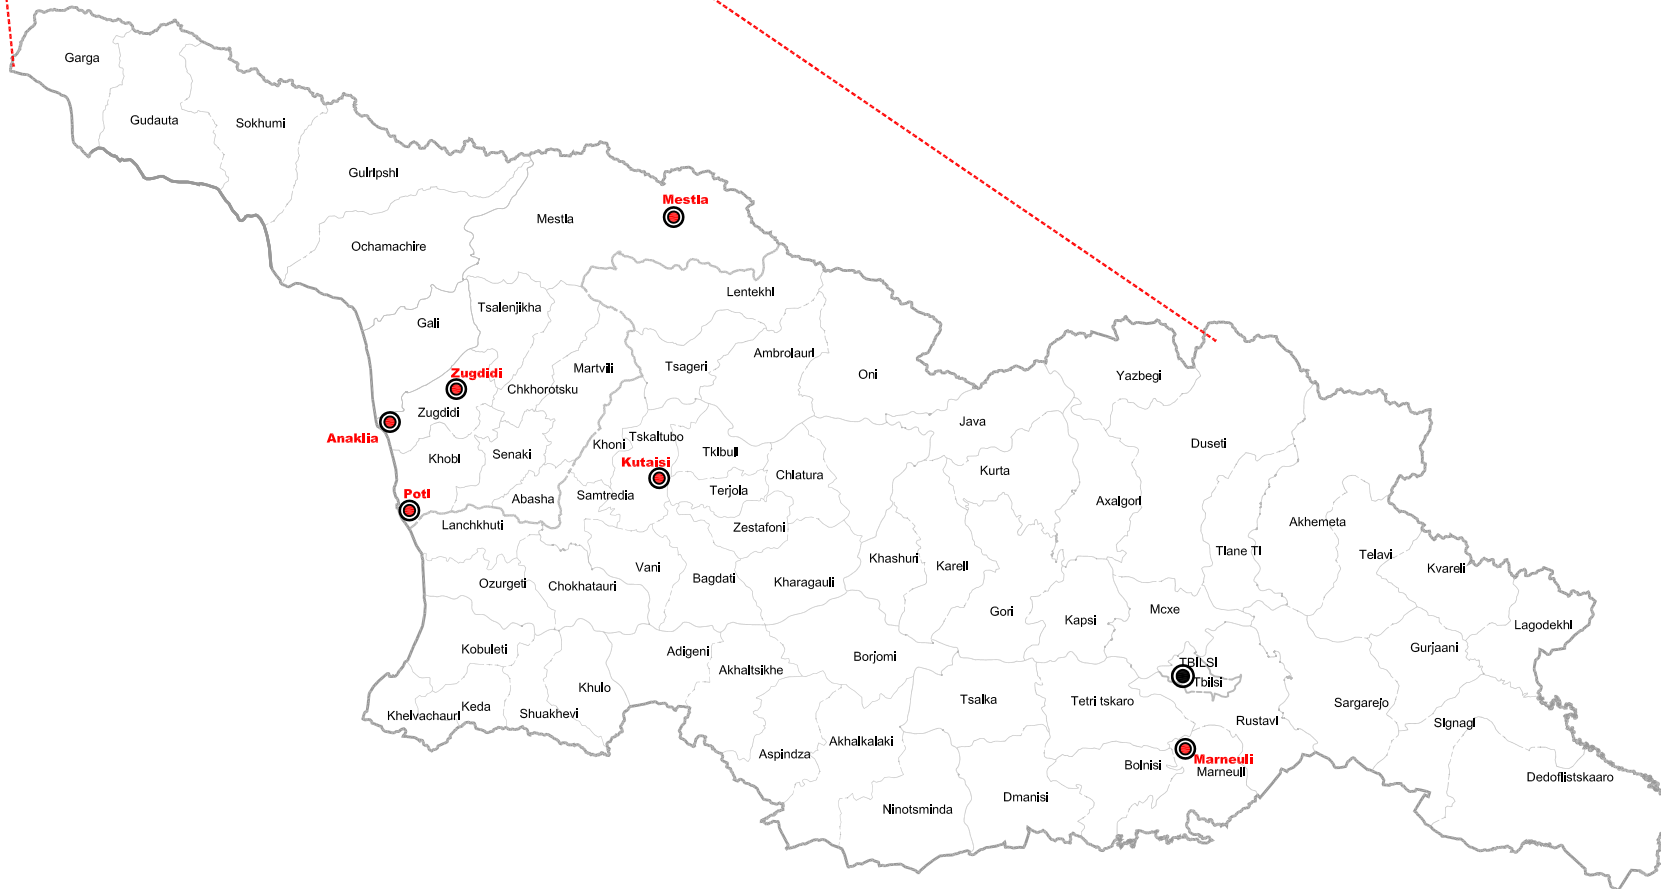 Garga
Gudauta
Sokhumi
Gulripshi
Mestia
Mestia
Ochamachire
Lentekhi
Tsalenjikha
Gali
Ambrolauri
Martvili
Tsageri
Oni
Yazbegi
Zugdidi
Chkhorotsku
Zugdidi
Java
Anaklia
Tskaltubo
Khoni
Tkibuli
Duseti
Senaki
Khobi
Kutaisi
Kurta
Chiatura
Poti
Abasha
Samtredia
Terjola
Axalgori
Lanchkhuti
Zestafoni
Akhemeta
Tiane Ti
Telavi
Khashuri
Kareli
Kvareli
Vani
Ozurgeti
Chokhatauri
Bagdati
Kharagauli
Gori
Mcxe
Kapsi
Lagodekhi
Kobuleti
Adigeni
Borjomi
Gurjaani
Akhaltsikhe
TBILSI
Tbilsi
Khulo
Tsalka
Tetri tskaro
Sargarejo
Keda
Khelvachauri
Shuakhevi
Rustavi
Signagi
Akhalkalaki
Aspindza
Marneuli
Bolnisi
Marneuli
Dedoflistskaaro
Dmanisi
Ninotsminda